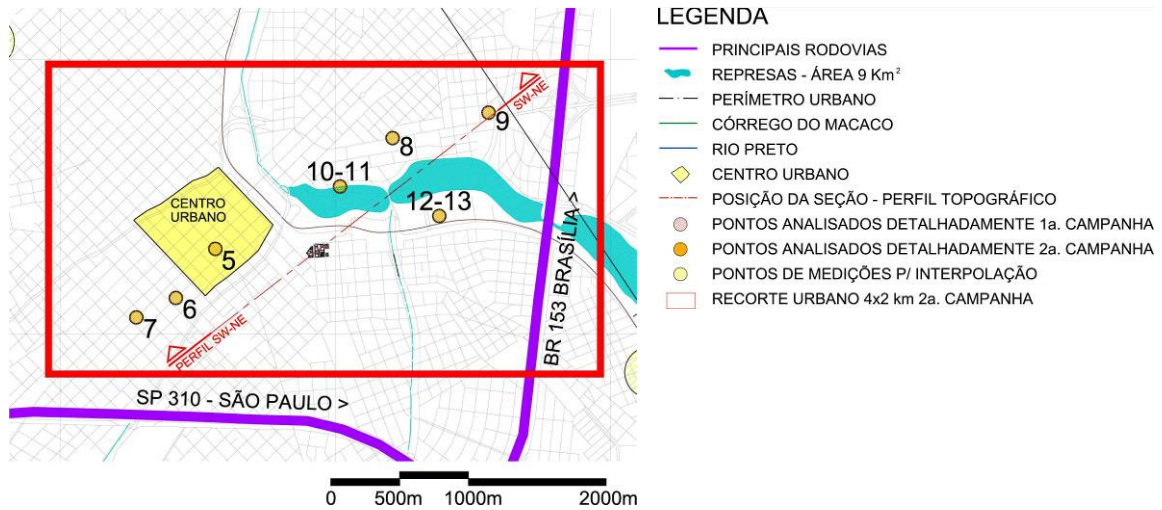 LEGENDA
PRINCIPAIS RODOVIAS
REPRESAS - ÁREA 9 Km²
PERÍMETRO URBANO
CÓRREGO DO MACACO
RIO PRETO
CENTRO URBANO
POSIÇÃO DA SEÇÃO - PERFIL TOPOGRÁFICO
PONTOS ANALISADOS DETALHADAMENTE 1a. CAMPANHA
PONTOS ANALISADOS DETALHADAMENTE 2a. CAMPANHA
PONTOS DE MEDIÇÕES P/ INTERPOLAÇÃO
RECORTE URBANO 4x2 km 2a. CAMPANHA
SW-NE
9
8
10-11
12-13
CENTRO
URBANO
5
6
7
PERFIL SW-NE
BR 153 BRASÍLIA >
SP 310 - SÃO PAULO >
0 500m 1000m 2000m